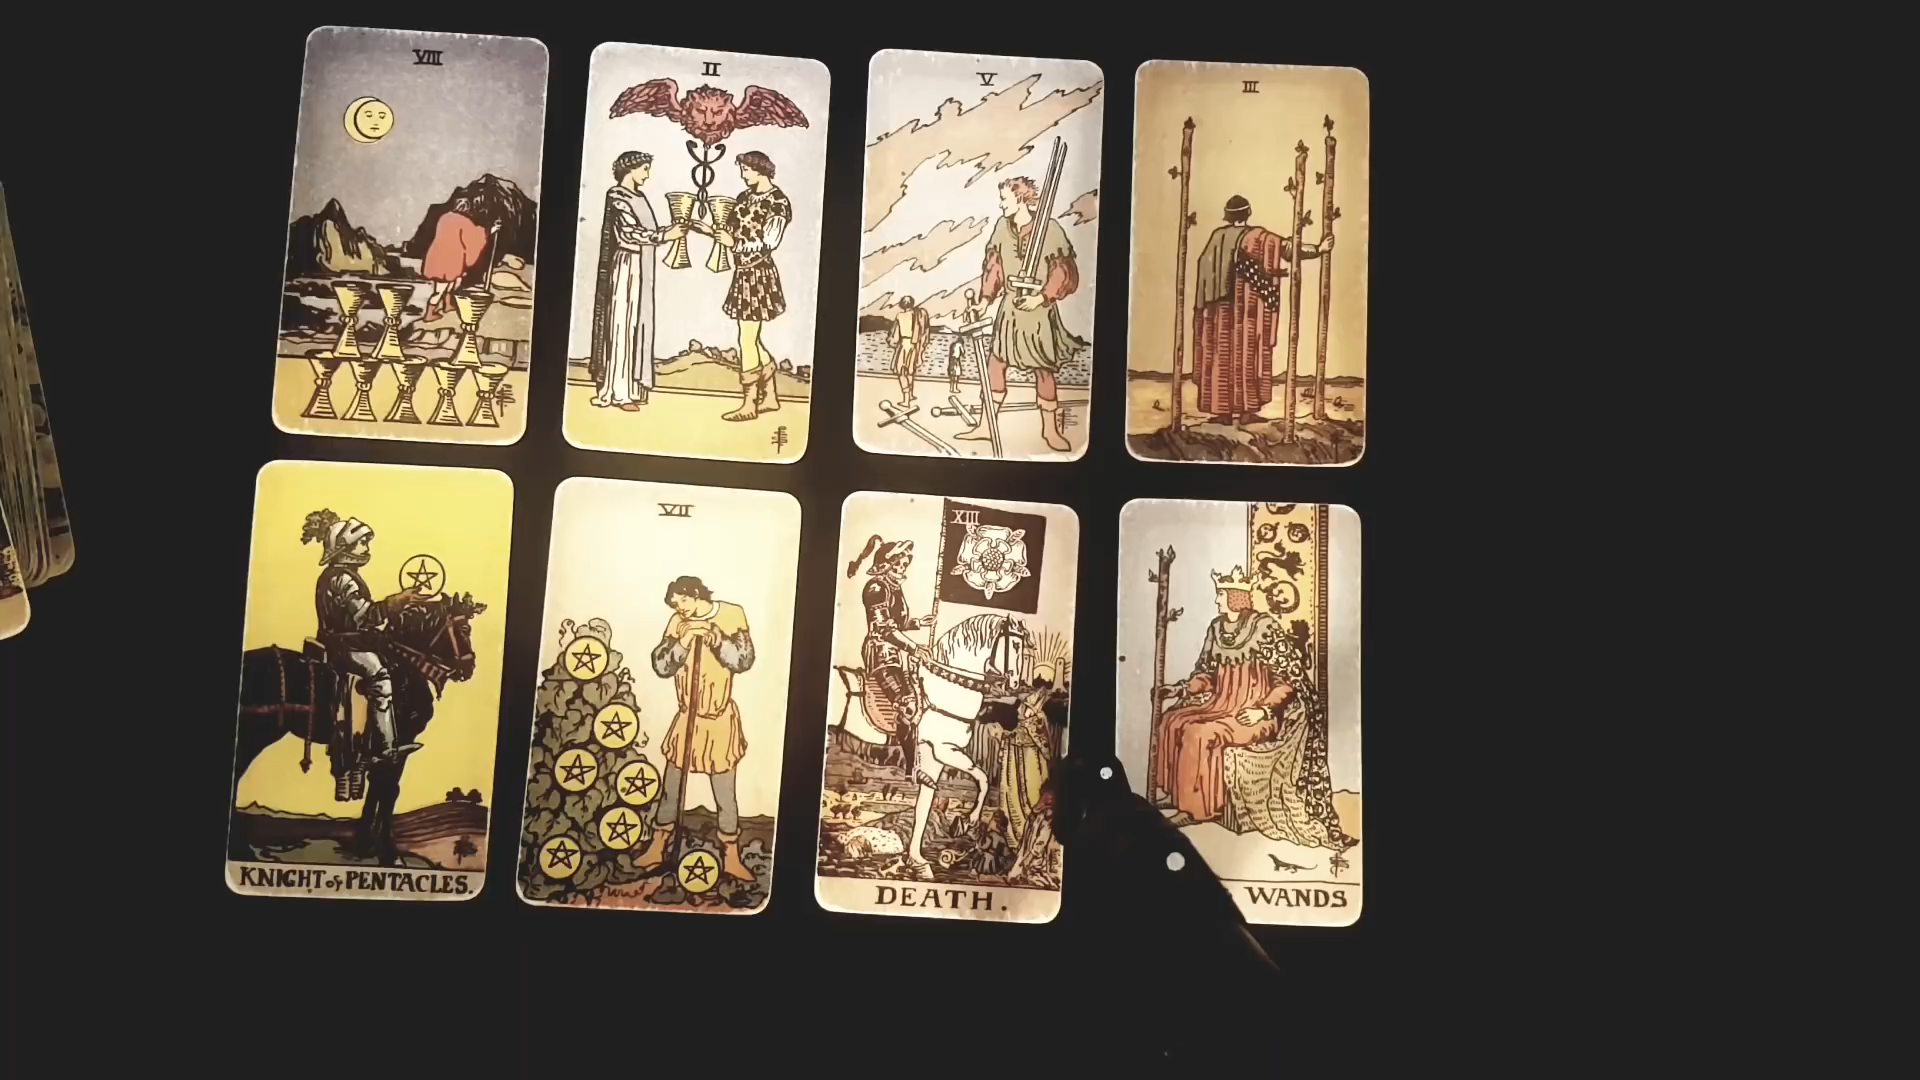 VIII
II
V
III
KNIGHT of PENTACLES.
VII
XIII
DEATH.
WANDS